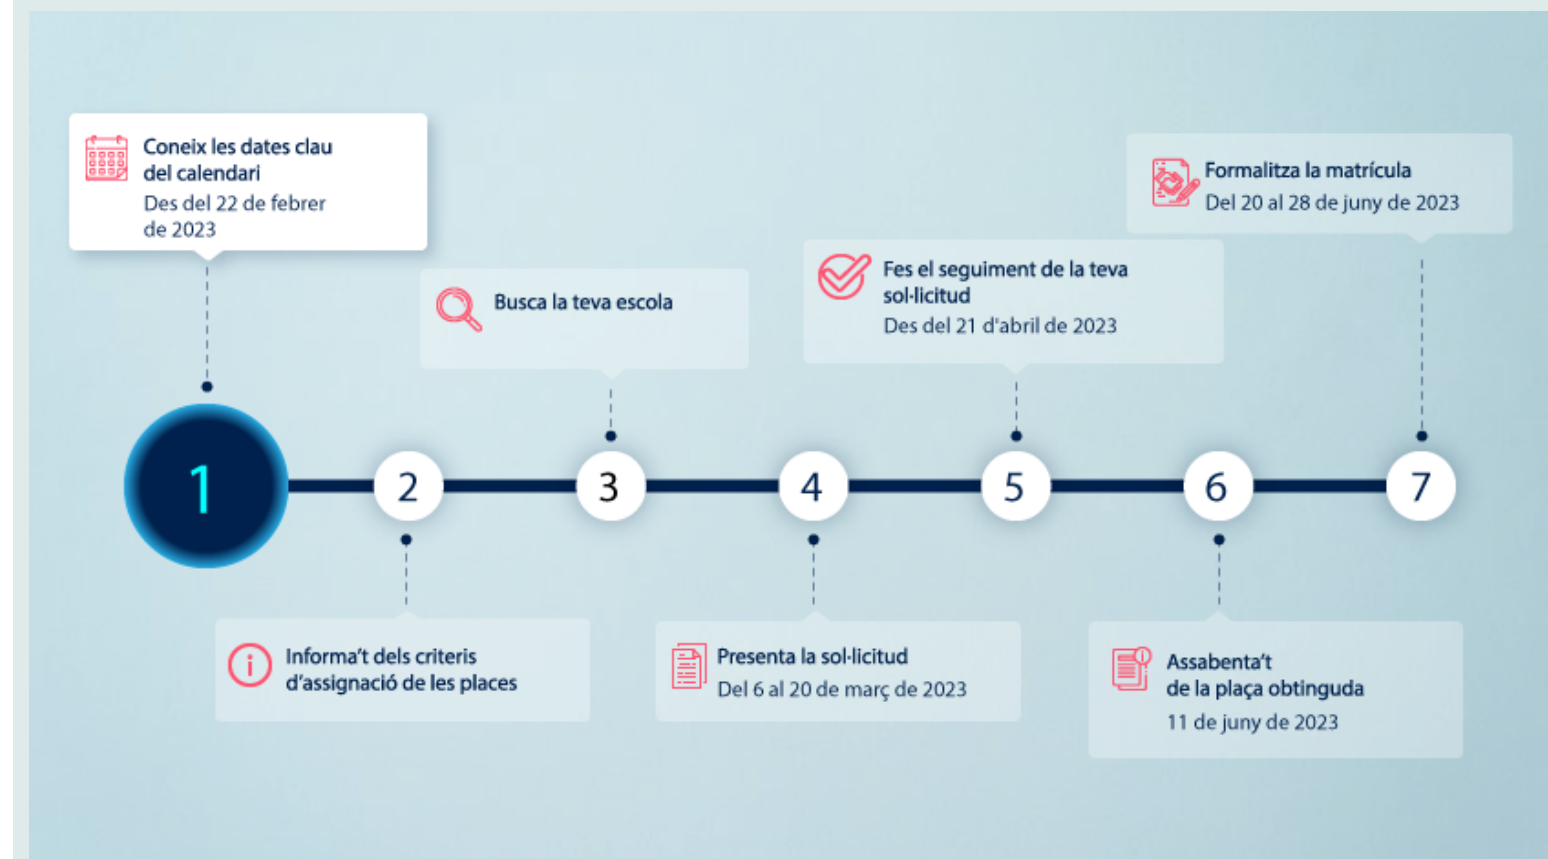 Coneix les dates clau
del calendari
Des del 22 de febrer
de 2023
Busca la teva escola
Fes el seguiment de la teva
sol·licitud
Des del 21 d'abril de 2023
Formalitza la matrícula
Del 20 al 28 de juny de 2023
1
2
3
4
5
6
7
Informa't dels criteris
d'assignació de les places
Presenta la sol·licitud
Del 6 al 20 de març de 2023
Assabenta't
de la plaça obtinguda
11 de juny de 2023